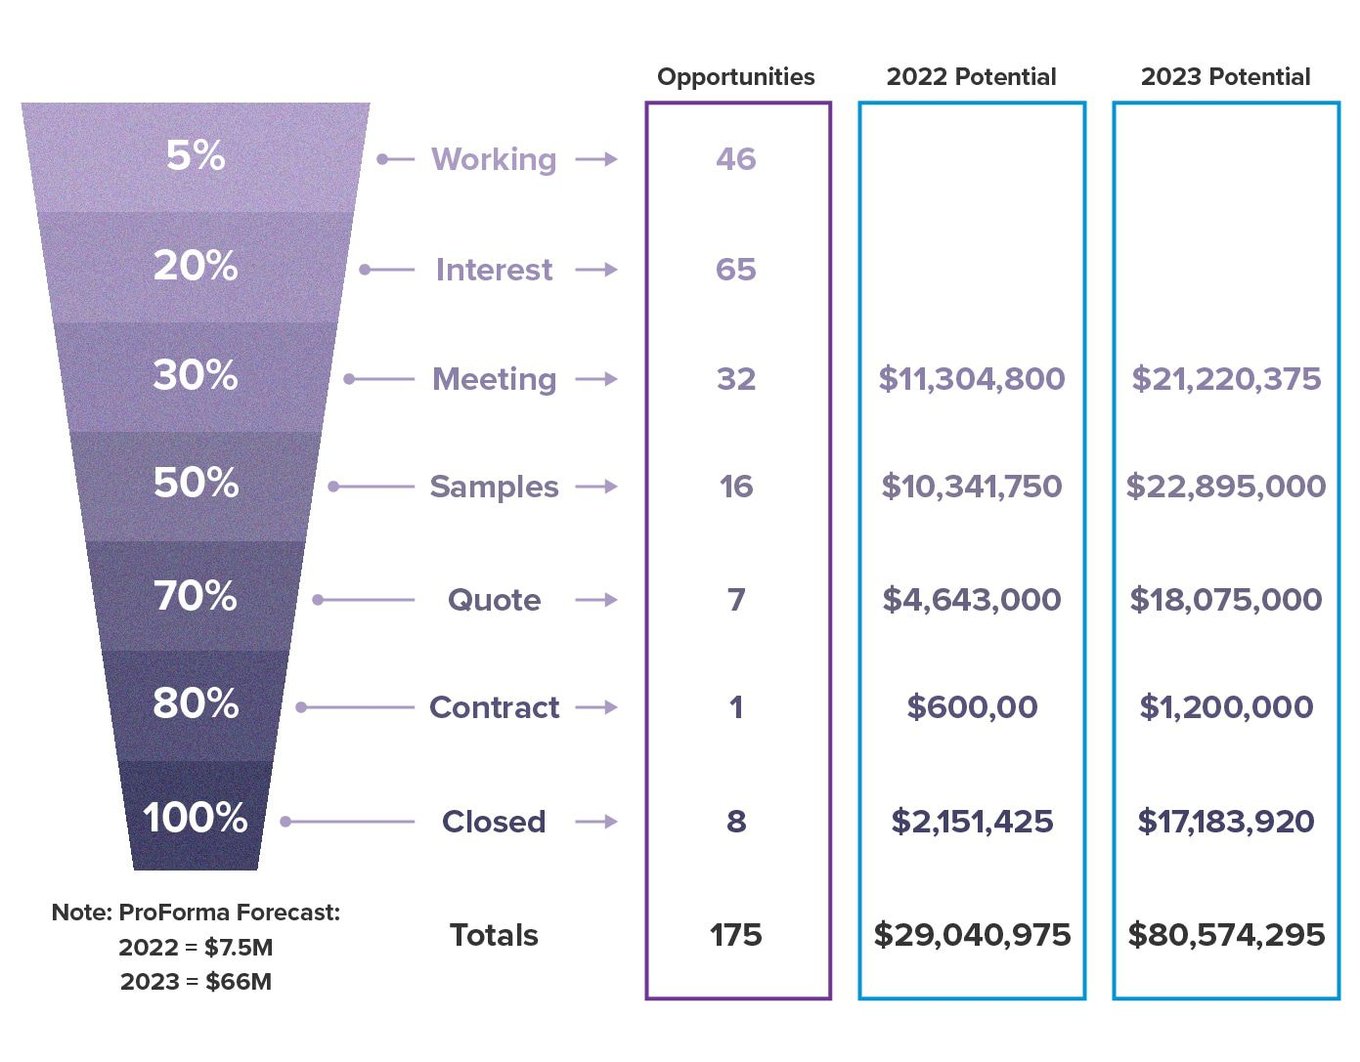 Opportunities 2022 Potential 2023 Potential
5% Working 46
20% Interest 65
30% Meeting 32 $11,304,800 $21,220,375
50% Samples 16 $10,341,750 $22,895,000
70% Quote 7 $4,643,000 $18,075,000
80% Contract 1 $600,00 $1,200,000
100% Closed 8 $2,151,425 $17,183,920
Note: ProForma Forecast:
2022 = $7.5M
2023 = $66M
Totals 175 $29,040,975 $80,574,295